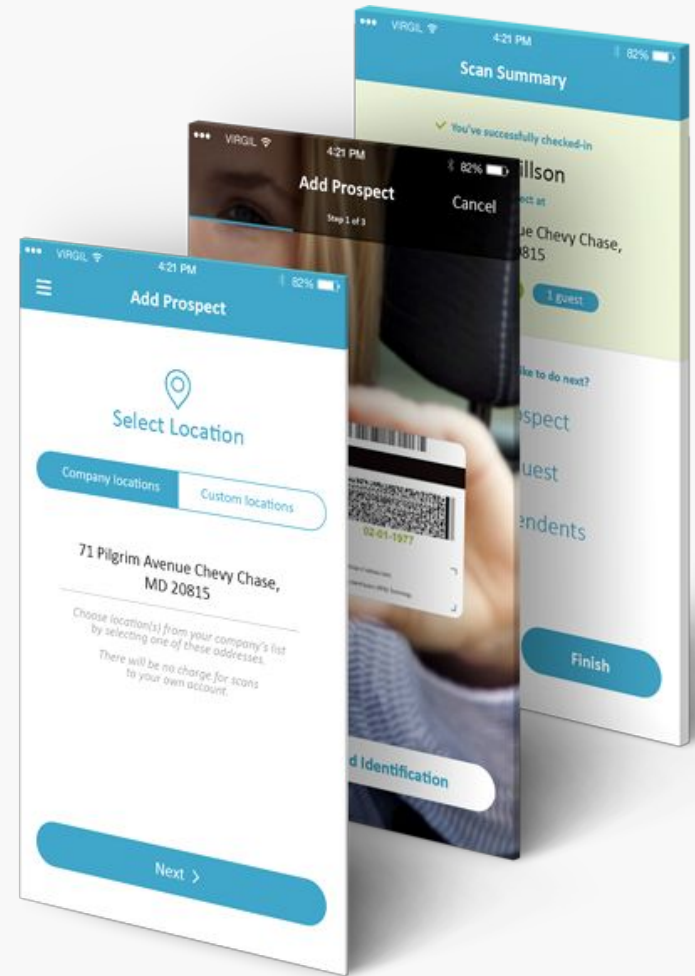 VIRGIL 4:21 PM 82%
Add Prospect
Select Location
Company locations Custom locations
71 Pilgrim Avenue Chevy Chase,
MD 20815
Choose location(s) from your company's list
by selecting one of these addresses.
There will be no charge for scans
to your own account.
Next >
VIRGIL 4:21 PM 82%
Add Prospect Cancel
Step 1 of 3
02-01-1977
d Identification
VIRGIL 4:21 PM 82%
Scan Summary
You've successfully checked-in
llson
ect at
ue Chevy Chase,
815
1 guest
like to do next?
ospect
uest
endents
Finish